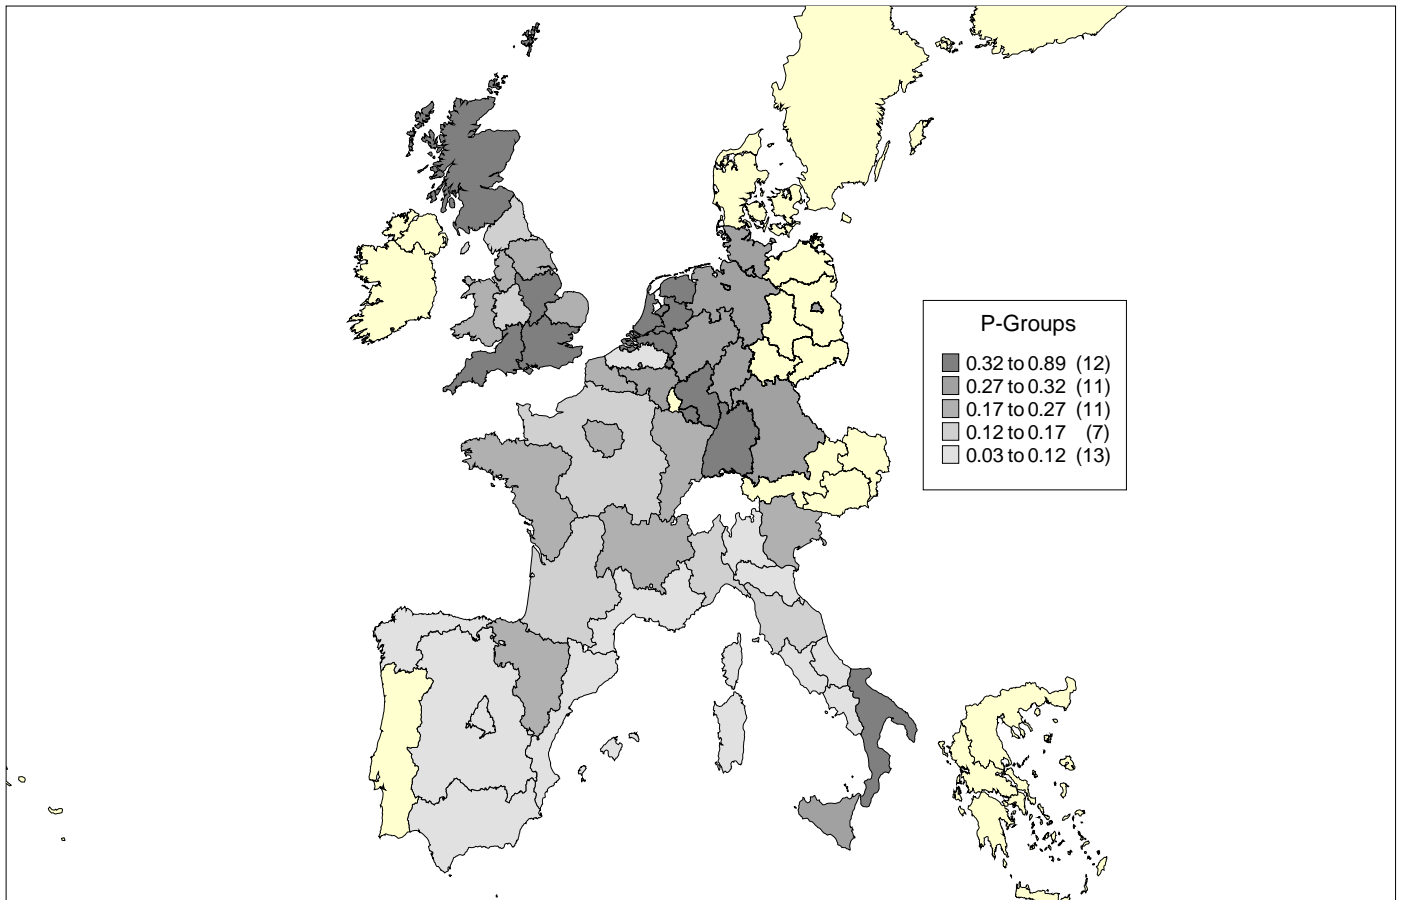 P-Groups
0.32 to 0.89 (12)
0.27 to 0.32 (11)
0.17 to 0.27 (11)
0.12 to 0.17 (7)
0.03 to 0.12 (13)